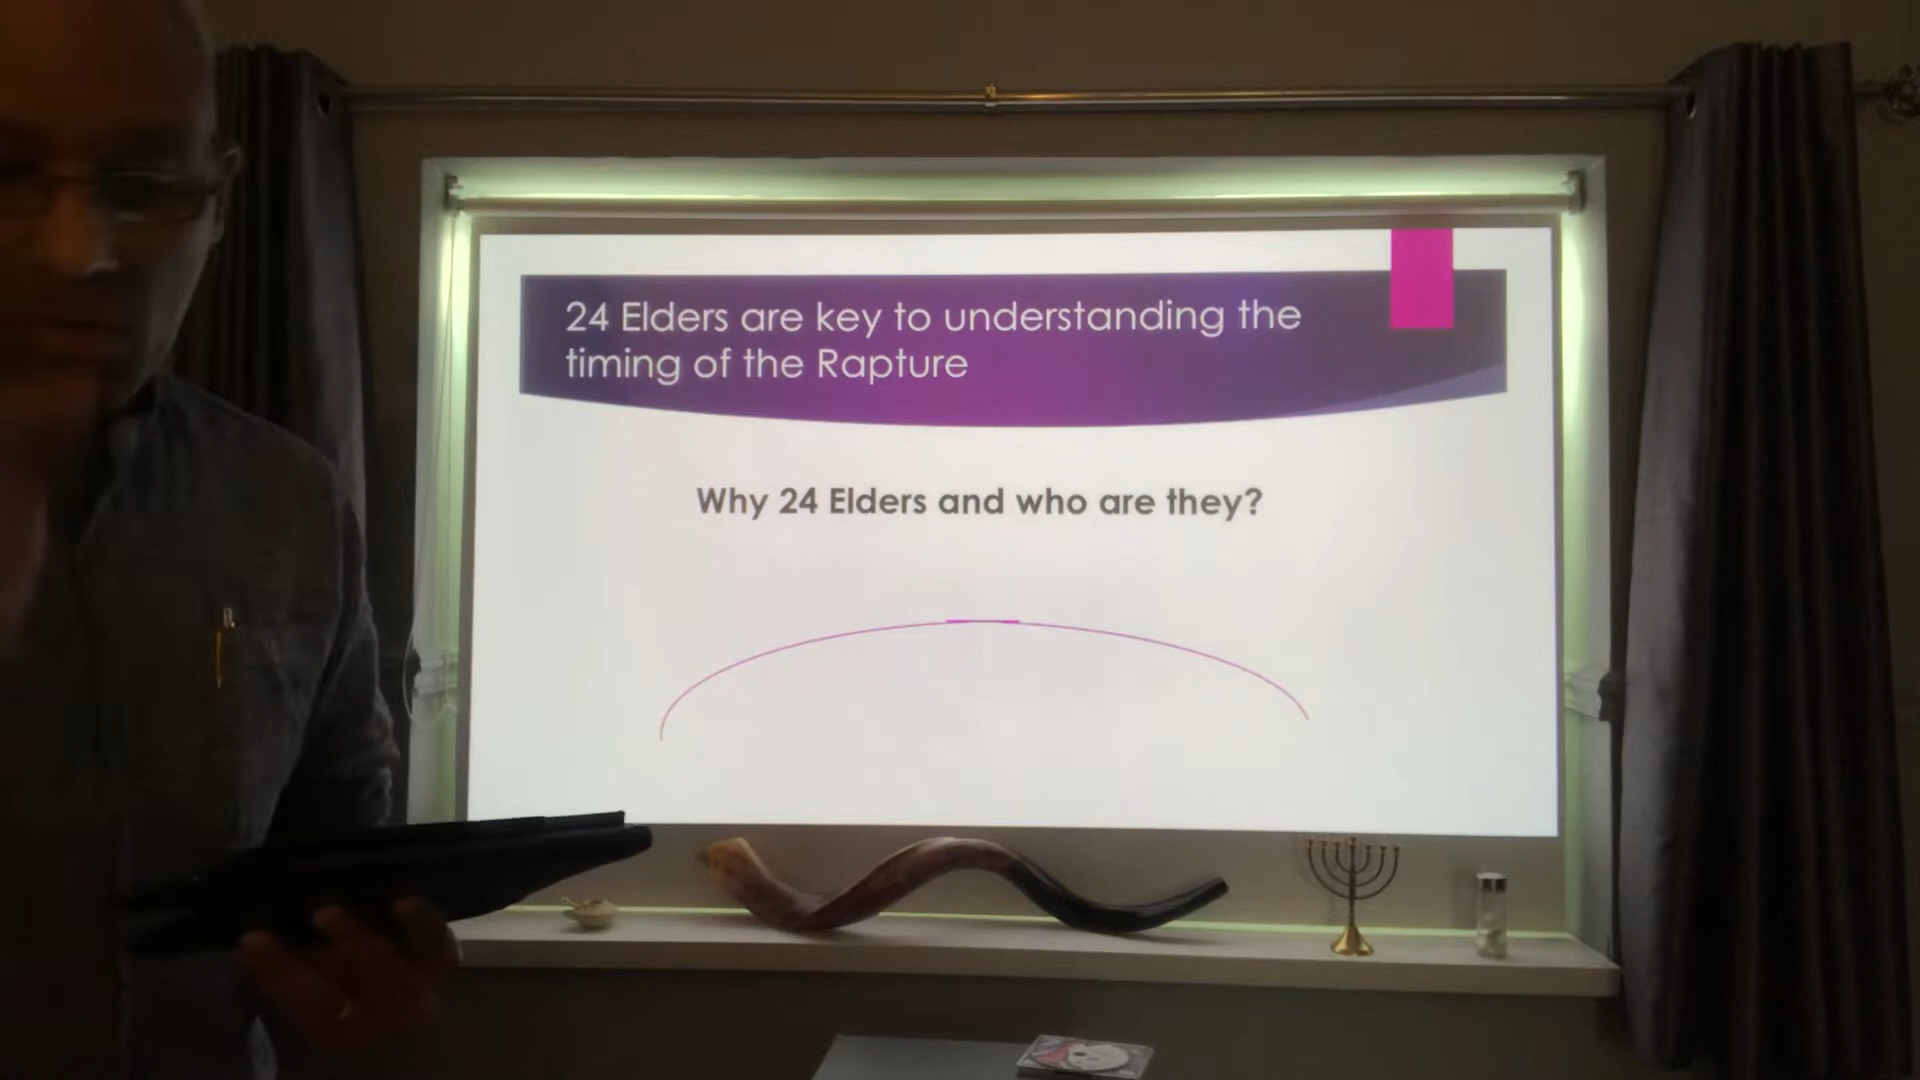 24 Elders are key to understanding the
timing of the Rapture
Why 24 Elders and who are they?